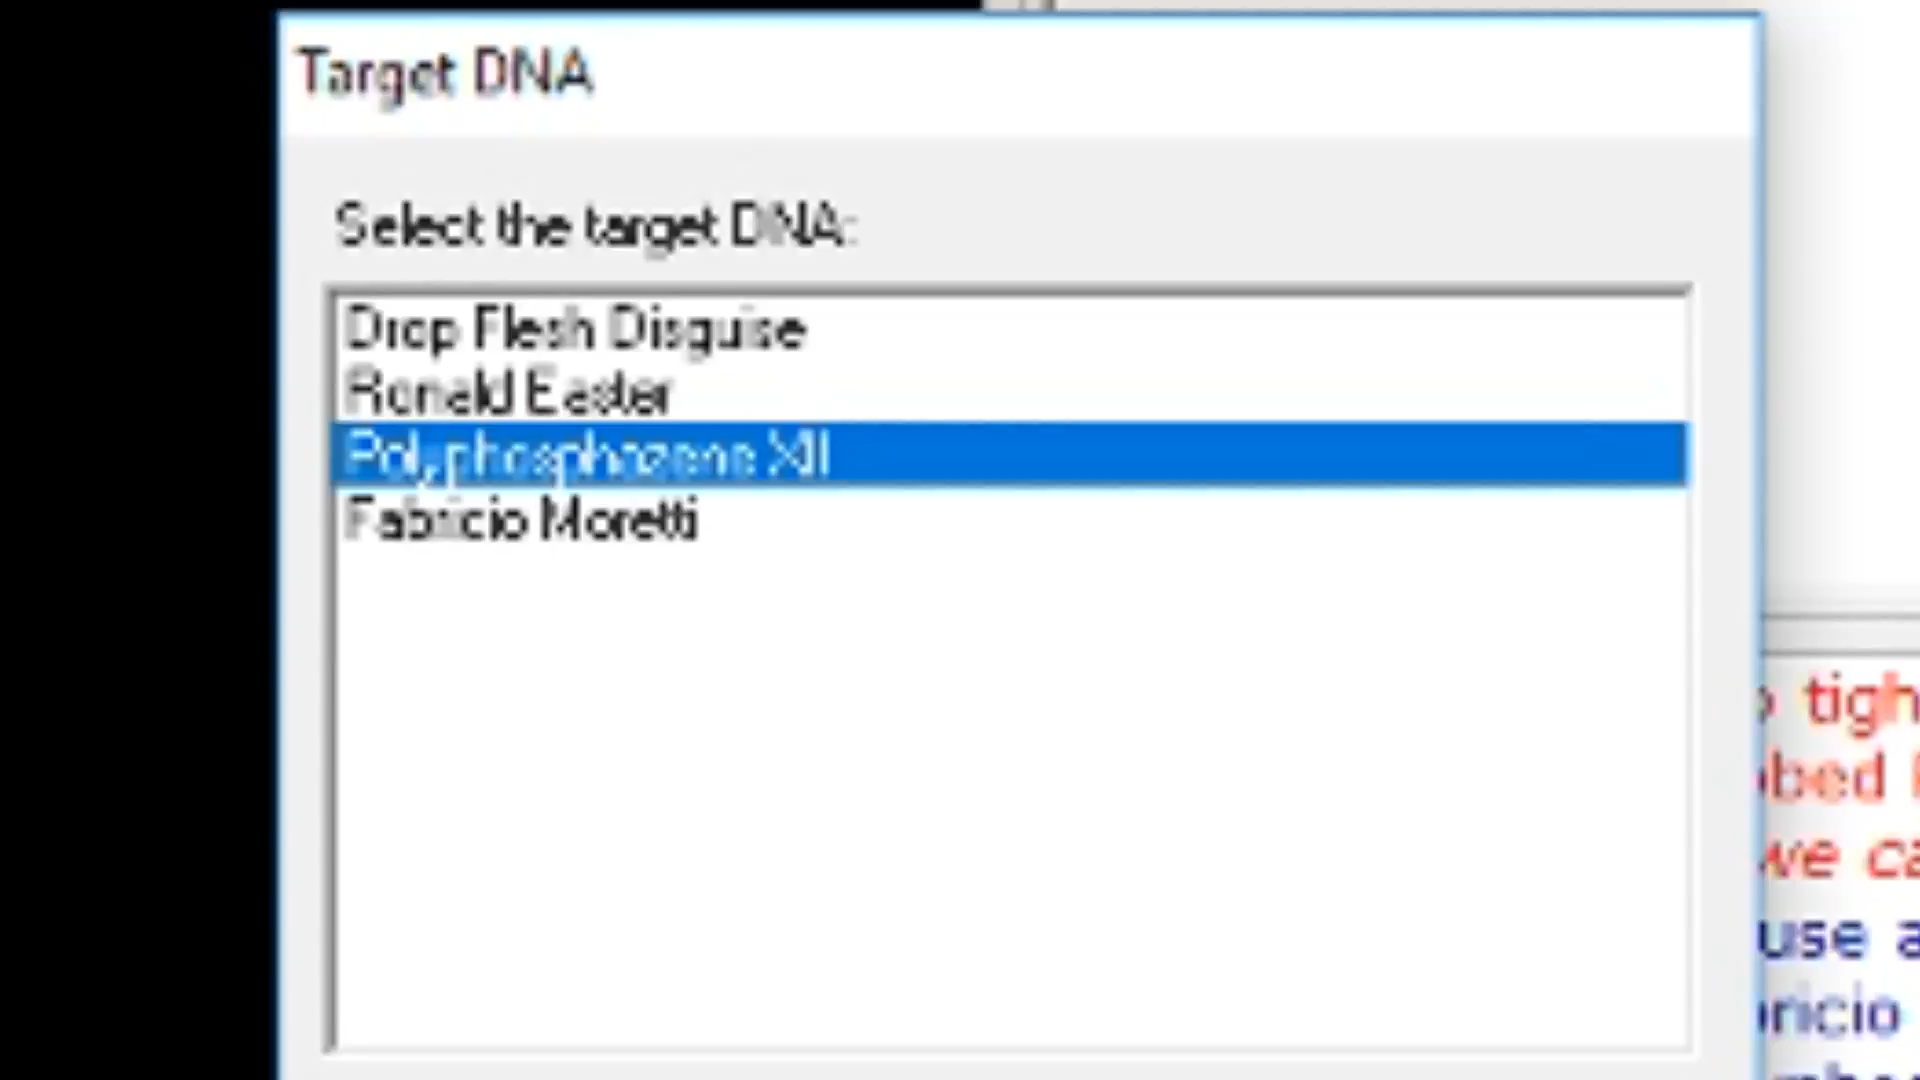 Target DNA
Select the target DNA:
Drop Flesh Disguise
Ronald Easter
Polyphosphazene XII
Fabricio Moretti
tigh
bed
we ca
use a
ricio